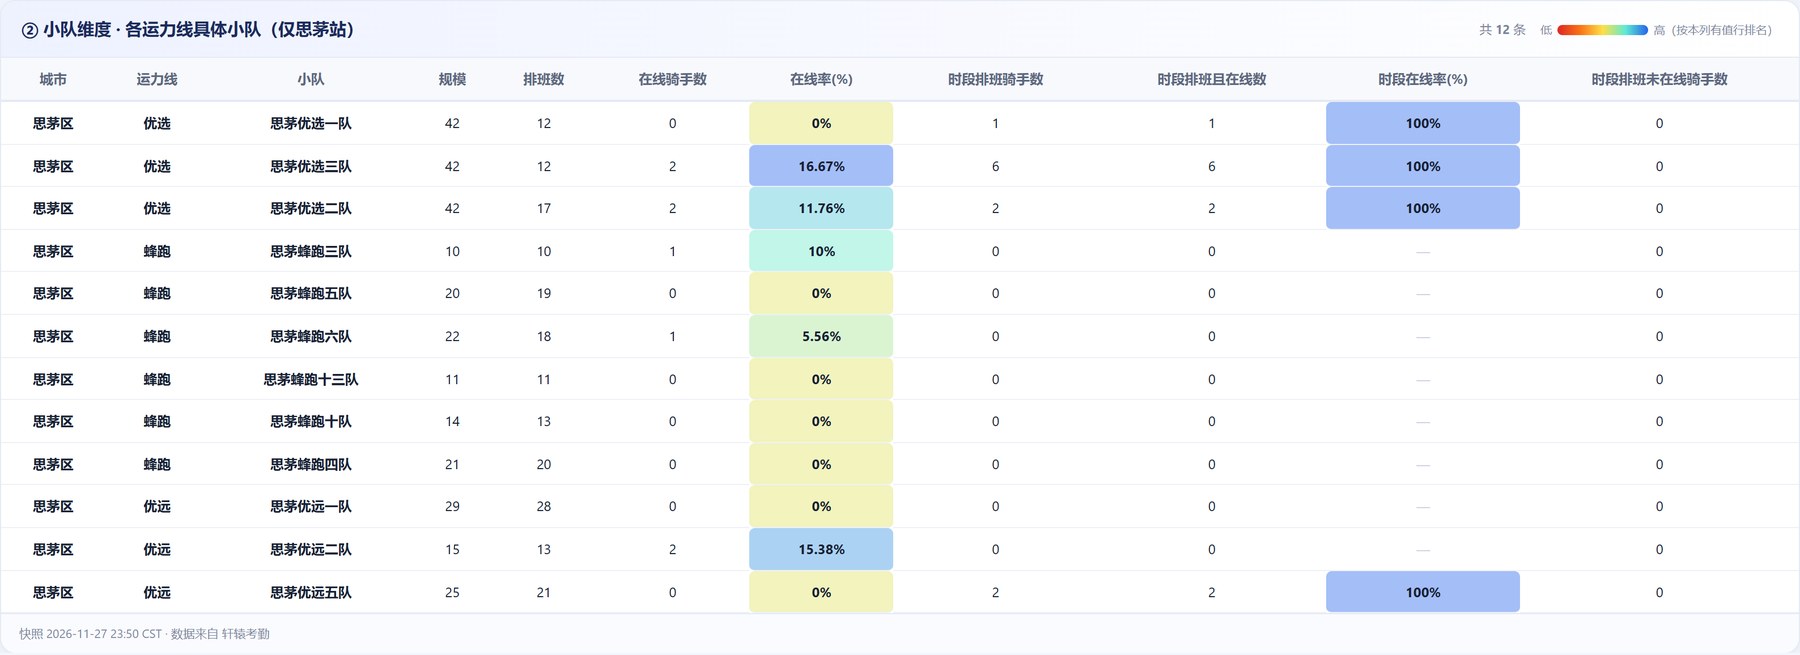 ② 小队维度 · 各运力线具体小队（仅思茅站）
共 12 条 低 高 (按本列有值行排名)
城市 运力线 小队 规模 排班数 在线骑手数 在线率(%) 时段排班骑手数 时段排班且在线数 时段在线率(%) 时段排班未在线骑手数
思茅区 优选 思茅优选一队 42 12 0 0% 1 1 100% 0
思茅区 优选 思茅优选三队 42 12 2 16.67% 6 6 100% 0
思茅区 优选 思茅优选二队 42 17 2 11.76% 2 2 100% 0
思茅区 蜂跑 思茅蜂跑三队 10 10 1 10% 0 0 — 0
思茅区 蜂跑 思茅蜂跑五队 20 19 0 0% 0 0 — 0
思茅区 蜂跑 思茅蜂跑六队 22 18 1 5.56% 0 0 — 0
思茅区 蜂跑 思茅蜂跑十三队 11 11 0 0% 0 0 — 0
思茅区 蜂跑 思茅蜂跑十队 14 13 0 0% 0 0 — 0
思茅区 蜂跑 思茅蜂跑四队 21 20 0 0% 0 0 — 0
思茅区 优远 思茅优远一队 29 28 0 0% 0 0 — 0
思茅区 优远 思茅优远二队 15 13 2 15.38% 0 0 — 0
思茅区 优远 思茅优远五队 25 21 0 0% 2 2 100% 0
快照 2026-11-27 23:50 CST · 数据来自 轩辕考勤